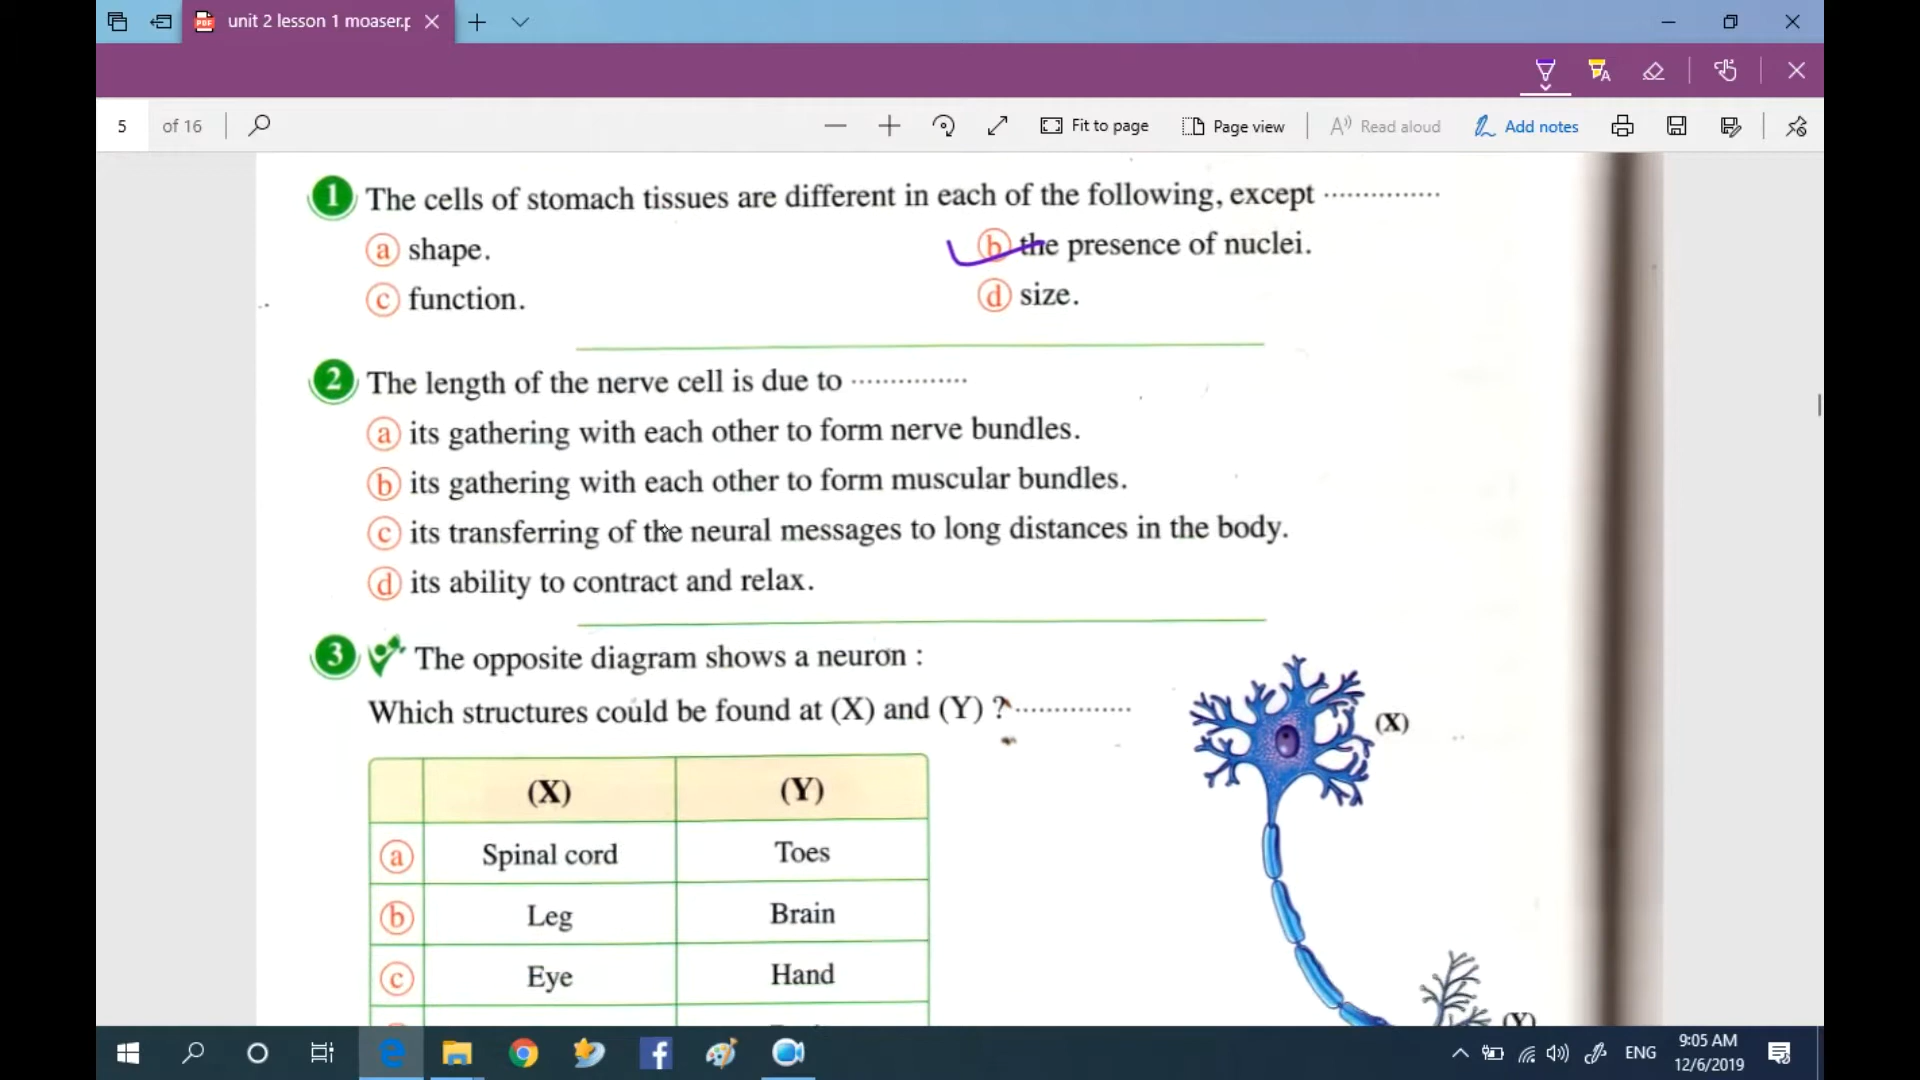 unit 2 lesson 1 moaser.p
5 of 16
Fit to page
Page view
Read aloud
Add notes
1 The cells of stomach tissues are different in each of the following, except ...............
a shape.
b the presence of nuclei.
c function.
d size.
2 The length of the nerve cell is due to ...............
a its gathering with each other to form nerve bundles.
b its gathering with each other to form muscular bundles.
c its transferring of the neural messages to long distances in the body.
d its ability to contract and relax.
3 The opposite diagram shows a neuron :
Which structures could be found at (X) and (Y) ? ...............
(X)
(X) (Y)
a Spinal cord Toes
b Leg Brain
c Eye Hand
(Y)
ENG
9:05 AM
12/6/2019